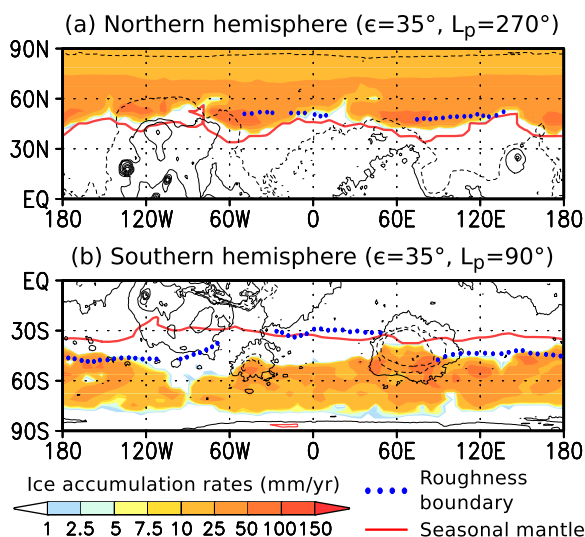 (a) Northern hemisphere (ϵ=35°, Lp=270°)
90N
60N
30N
EQ
180 120W 60W 0 60E 120E 180
(b) Southern hemisphere (ϵ=35°, Lp=90°)
EQ
30S
60S
90S
180 120W 60W 0 60E 120E 180
Ice accumulation rates (mm/yr)
1 2.5 5 7.5 10 25 50 100 150
Roughness
boundary
Seasonal mantle